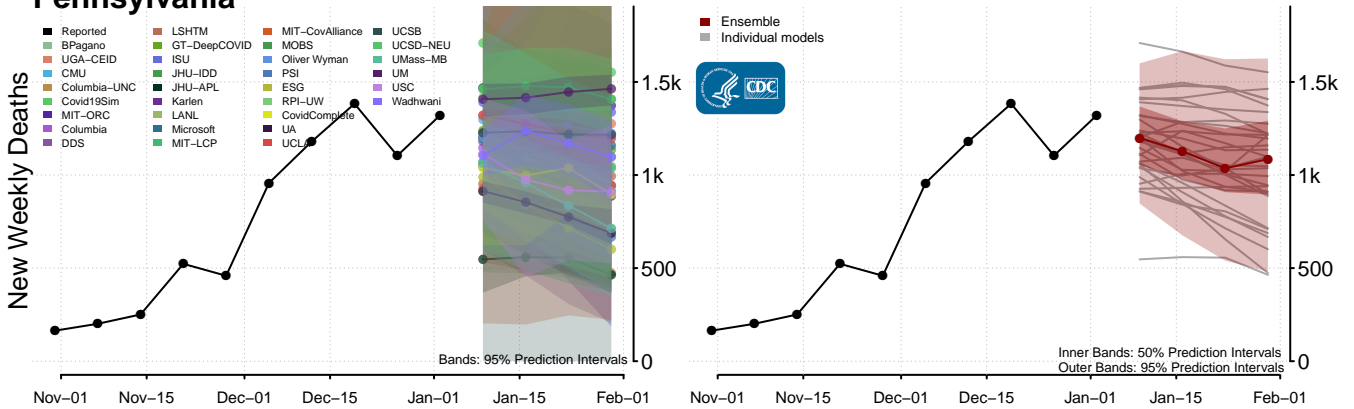 Pennsylvania
Reported
BPagano
UGA−CEID
CMU
Columbia−UNC
Covid19Sim
MIT−ORC
Columbia
DDS
LSHTM
GT−DeepCOVID
ISU
JHU−IDD
JHU−APL
Karlen
LANL
Microsoft
MIT−LCP
MIT−CovAlliance
MOBS
Oliver Wyman
PSI
ESG
RPI−UW
CovidComplete
UA
UCLA
UCSB
UCSD−NEU
UMass−MB
UM
USC
Wadhwani
New Weekly Deaths
1.5k
1k
500
0
Bands: 95% Prediction Intervals
Nov−01 Nov−15 Dec−01 Dec−15 Jan−01 Jan−15 Feb−01
Ensemble
Individual models
CDC
1.5k
1k
500
0
Inner Bands: 50% Prediction Intervals
Outer Bands: 95% Prediction Intervals
Nov−01 Nov−15 Dec−01 Dec−15 Jan−01 Jan−15 Feb−01